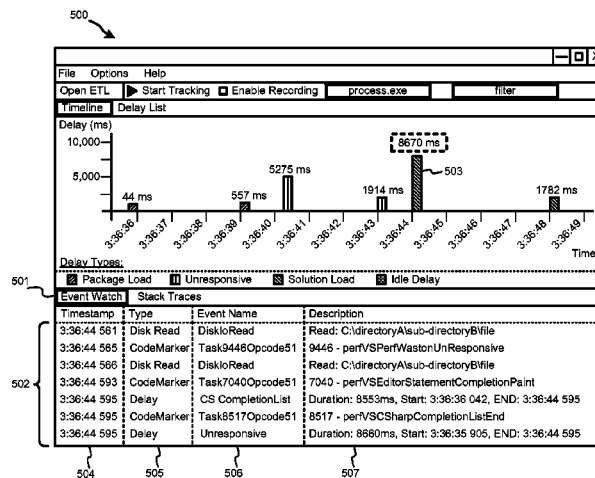 500
File Options Help
Open ETL Start Tracking Enable Recording process.exe filter
Timeline Delay List
Delay (ms)
10,000
5,000
44 ms
557 ms
5275 ms
1914 ms
8670 ms
503
1782 ms
3:36:36 3:36:37 3:36:38 3:36:39 3:36:40 3:36:41 3:36:42 3:36:43 3:36:44 3:36:45 3:36:46 3:36:47 3:36:48 3:36:49
Time
Delay Types:
Package Load Unresponsive Solution Load Idle Delay
501
Event Watch Stack Traces
Timestamp Type Event Name Description
3:36:44 561 Disk Read DiskIoRead Read: C:\directoryA\sub-directoryB\file
3:36:44 565 CodeMarker Task9446Opcode51 9446 - perfVSPerfWastonUnResponsive
3:36:44 566 Disk Read DiskIoRead Read: C:\directoryA\sub-directoryB\file
3:36:44 593 CodeMarker Task7040Opcode51 7040 - perfVSEditorStatementCompletionPaint
3:36:44 595 Delay CS CompletionList Duration: 8553ms, Start: 3:36:36 042, END: 3:36:44 595
3:36:44 595 CodeMarker Task8517Opcode51 8517 - perfVSCSharpCompletionListEnd
3:36:44 595 Delay Unresponsive Duration: 8660ms, Start: 3:36:35 905, END: 3:36:44 595
502
504 505 506 507